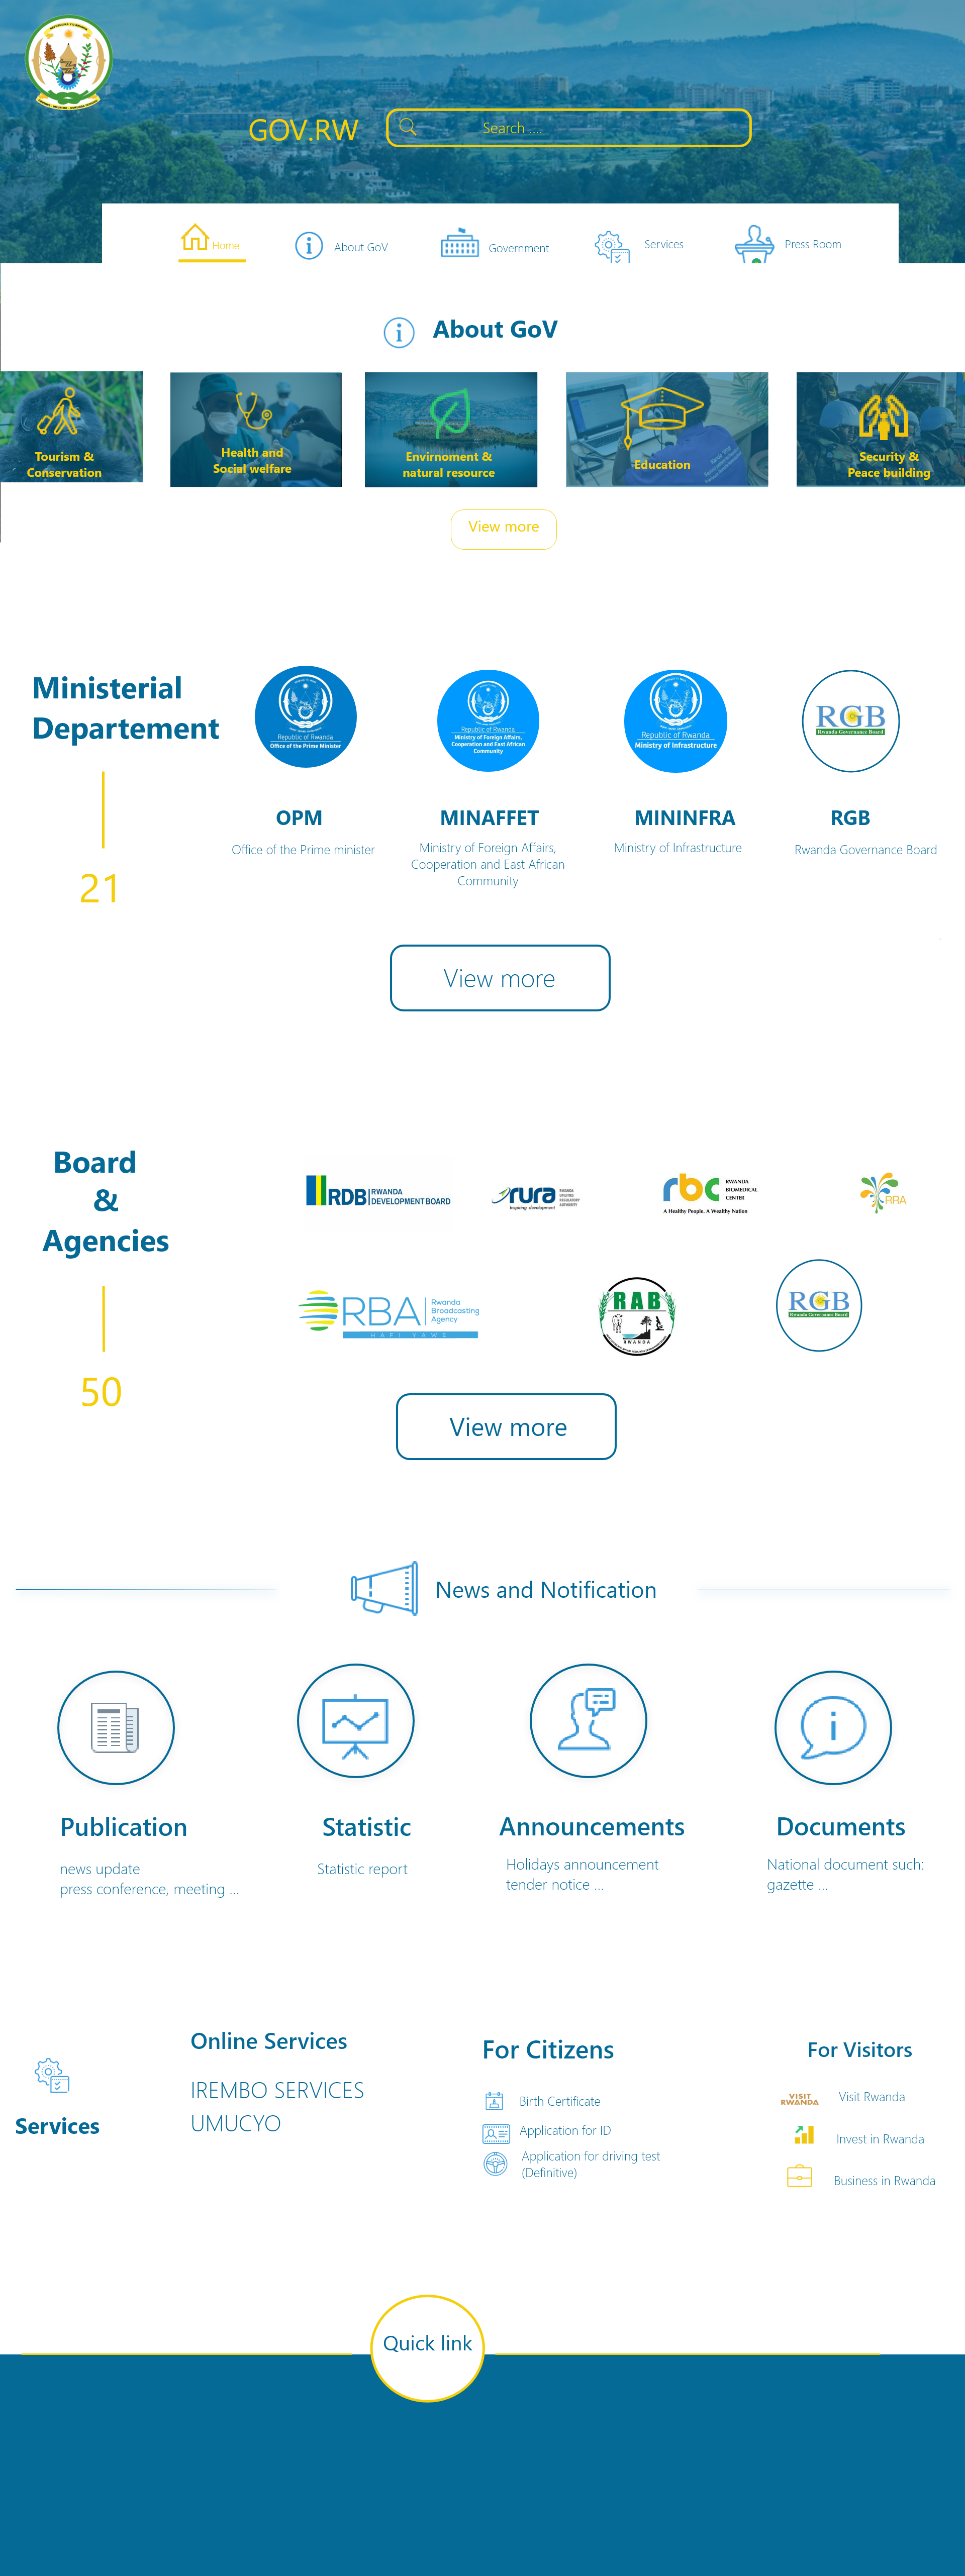 GOV.RW
Search ....
Home
About GoV
Government
Services
Press Room
About GoV
Tourism &
Conservation
Health and
Social welfare
Envirnoment &
natural resource
Education
Security &
Peace building
View more
Ministerial
Departement
21
Republic of Rwanda
Office of the Prime Minister
Republic of Rwanda
Ministry of Foreign Affairs,
Cooperation and East African
Community
Republic of Rwanda
Ministry of Infrastructure
RGB
Rwanda Governance Board
OPM
Office of the Prime minister
MINAFFET
Ministry of Foreign Affairs,
Cooperation and East African
Community
MININFRA
Ministry of Infrastructure
RGB
Rwanda Governance Board
View more
Board
&
Agencies
50
RDB
RWANDA
DEVELOPMENT BOARD
rura
RWANDA
UTILITIES
REGULATORY
AUTHORITY
Inspiring development
rbc
RWANDA
BIOMEDICAL
CENTER
A Healthy People. A Wealthy Nation
RRA
RBA
Rwanda
Broadcasting
Agency
HAFI YAWE
RAB
RWANDA
RGB
Rwanda Governance Board
View more
News and Notification
Publication
news update
press conference, meeting ...
Statistic
Statistic report
Announcements
Holidays announcement
tender notice ...
Documents
National document such:
gazette ...
Services
Online Services
IREMBO SERVICES
UMUCYO
For Citizens
Birth Certificate
Application for ID
Application for driving test
(Definitive)
For Visitors
VISIT
RWANDA
Visit Rwanda
Invest in Rwanda
Business in Rwanda
Quick link